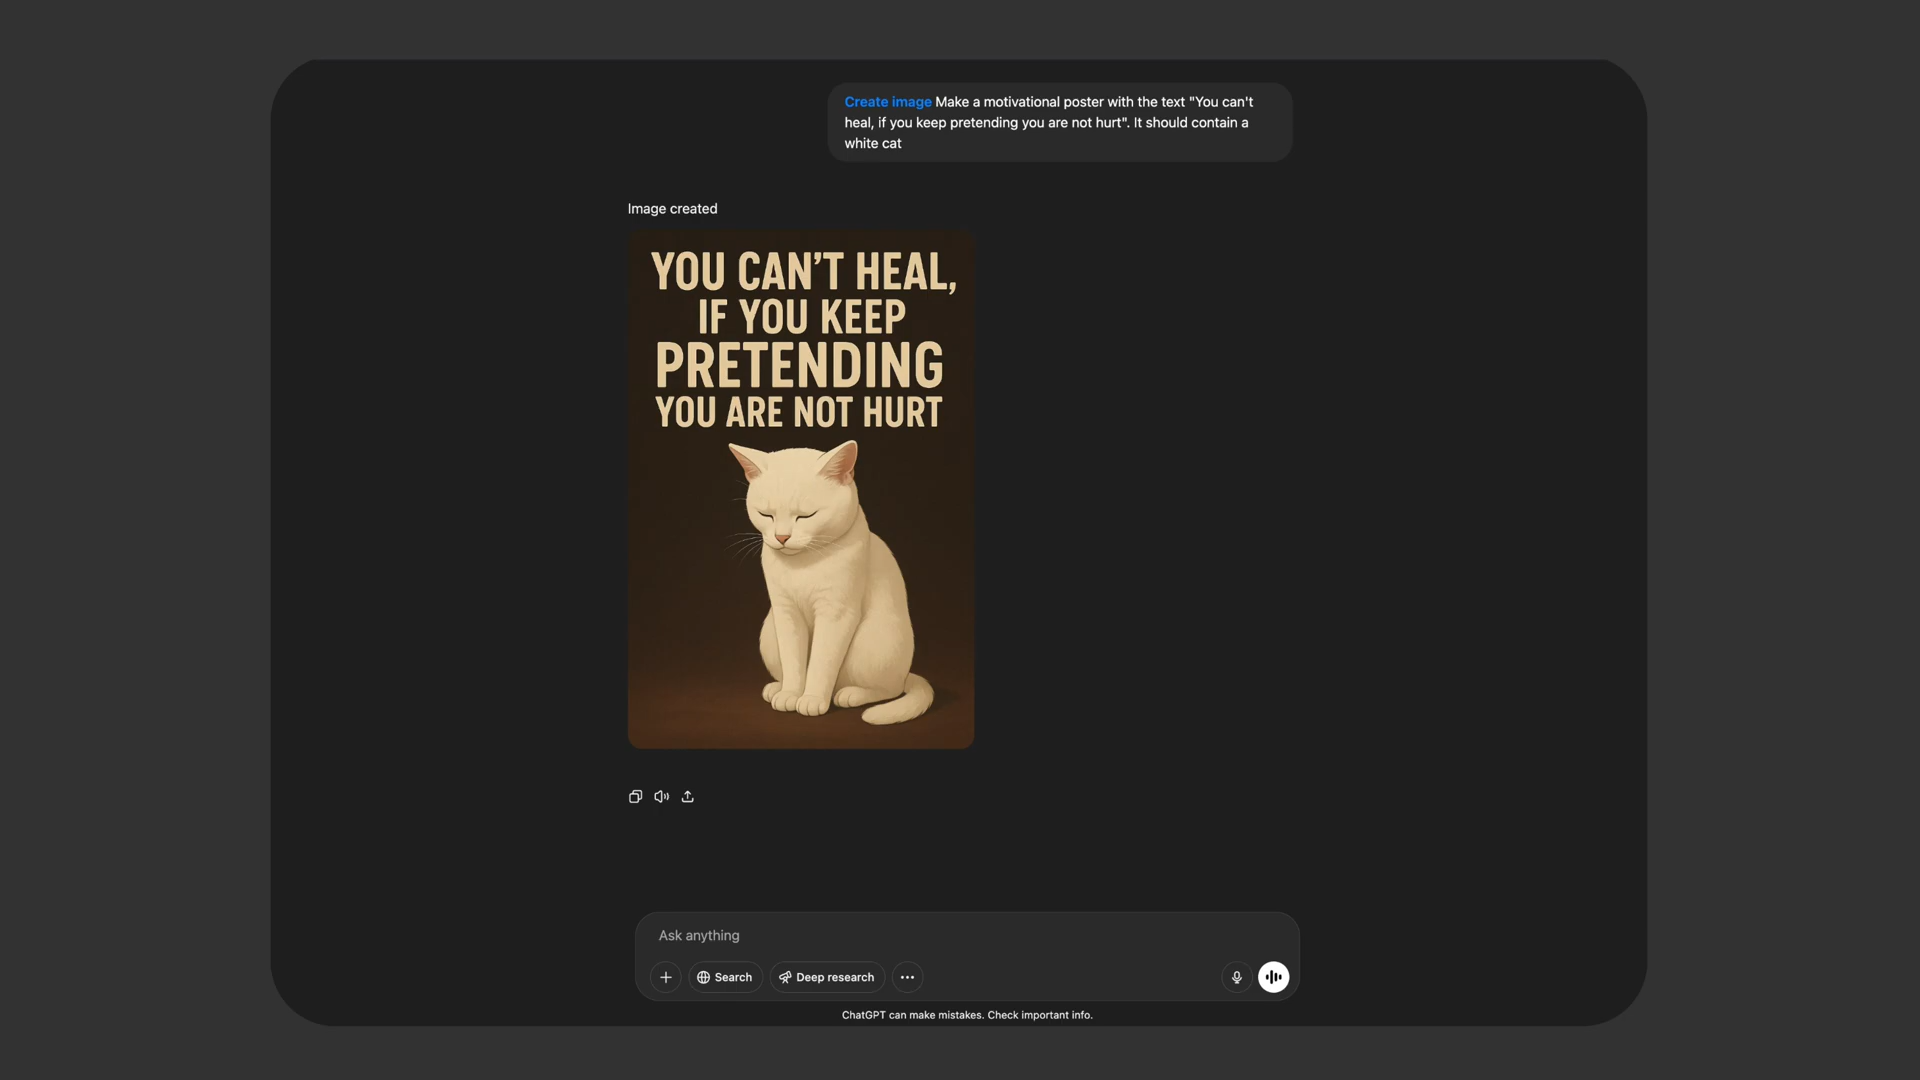 Create image Make a motivational poster with the text "You can't
heal, if you keep pretending you are not hurt". It should contain a
white cat
Image created
YOU CAN'T HEAL,
IF YOU KEEP
PRETENDING
YOU ARE NOT HURT
Ask anything
Search
Deep research
ChatGPT can make mistakes. Check important info.